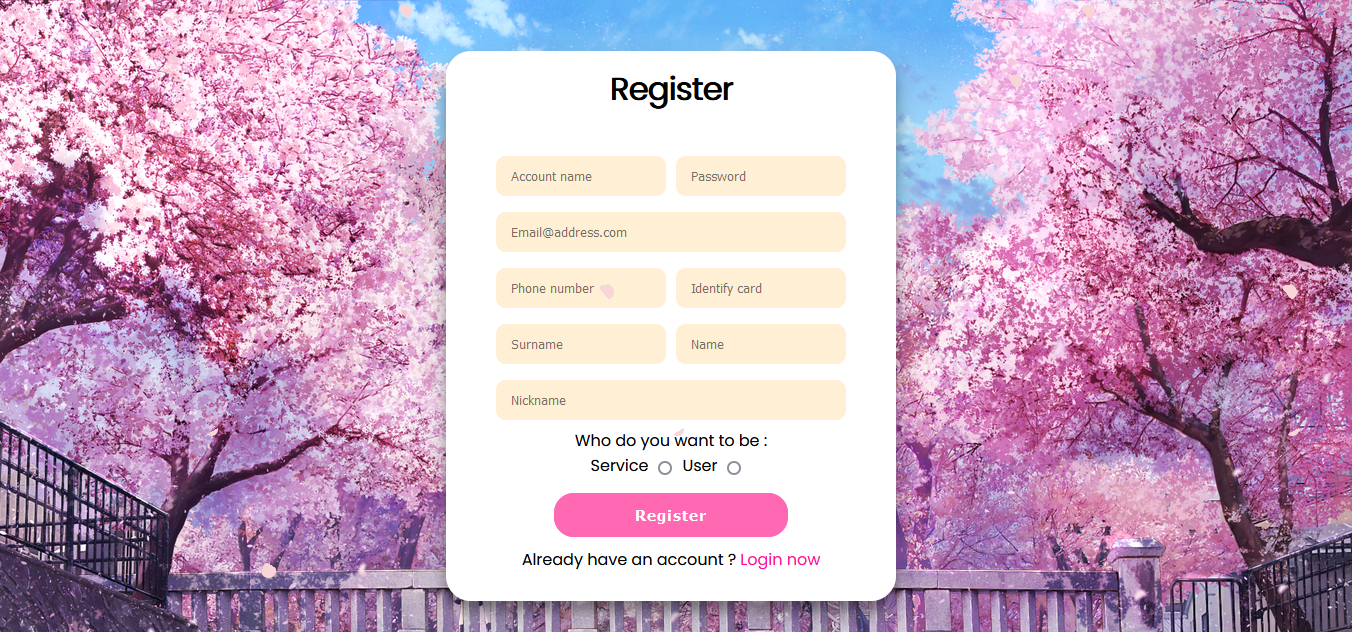 Register
Account name Password
Email@address.com
Phone number Identify card
Surname Name
Nickname
Who do you want to be :
Service User
Register
Already have an account ? Login now